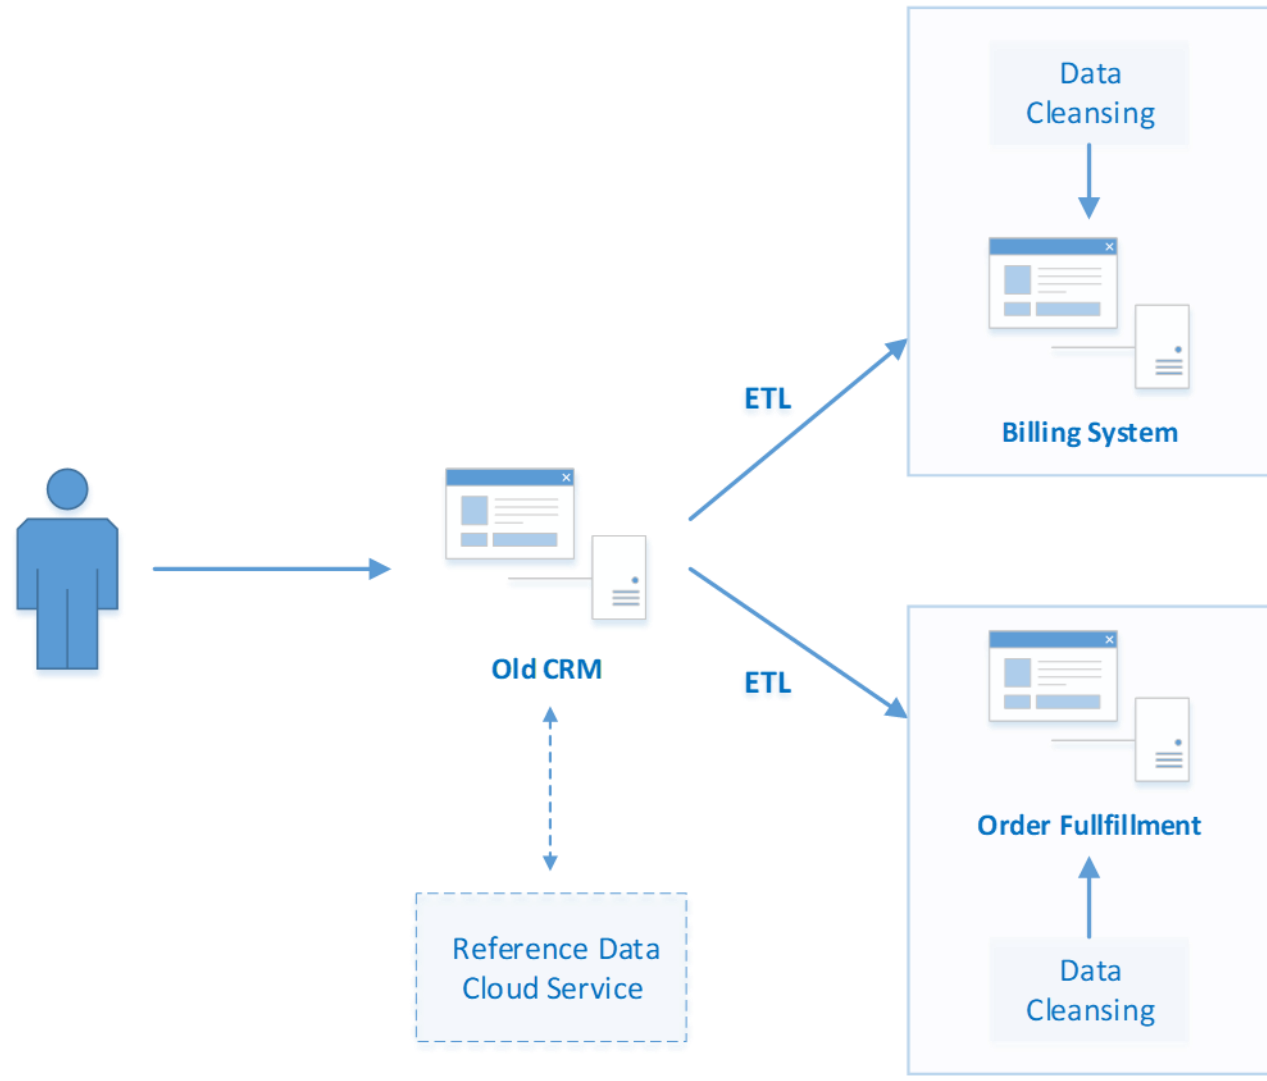 Data
Cleansing
Billing System
ETL
Old CRM
ETL
Order Fullfillment
Reference Data
Cloud Service
Data
Cleansing